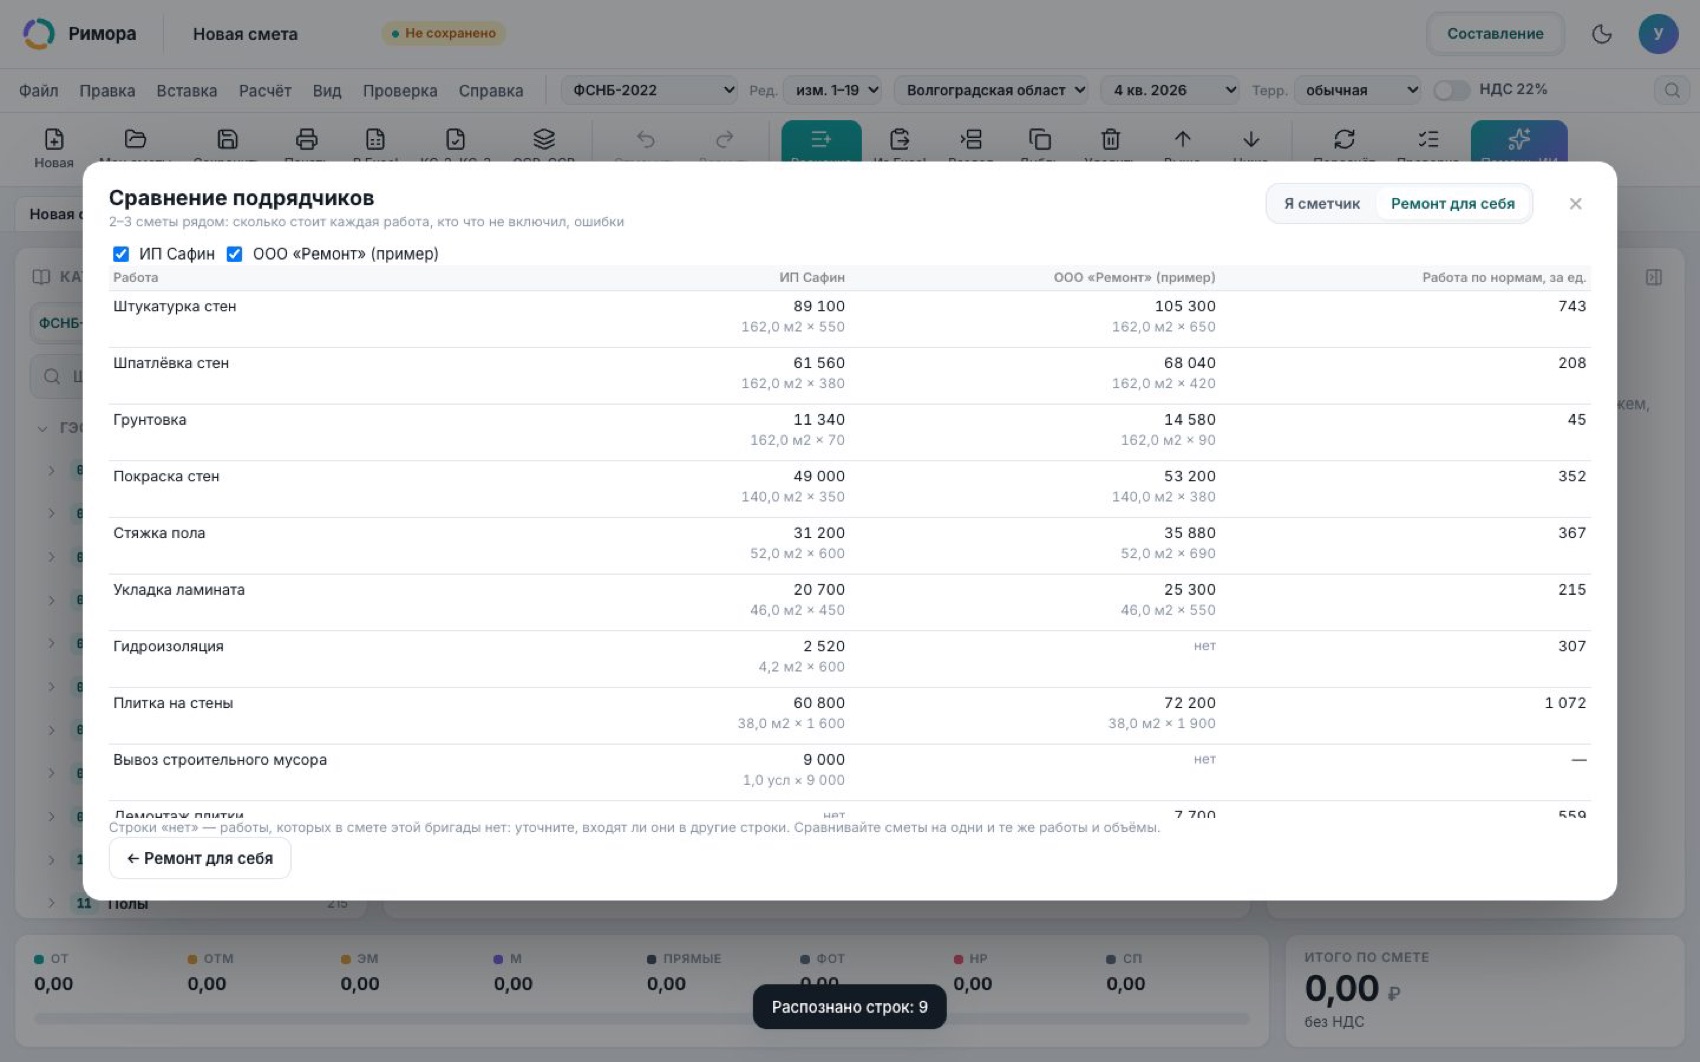 Римора
Новая смета
Не сохранено
Составление
У
Файл Правка Вставка Расчёт Вид Проверка Справка
ФСНБ-2022 Ред. изм. 1–19 Волгоградская област 4 кв. 2026 Терр. обычная НДС 22%
Новая
Сравнение подрядчиков
2–3 сметы рядом: сколько стоит каждая работа, кто что не включил, ошибки
Я сметчик Ремонт для себя
ИП Сафин ООО «Ремонт» (пример)
Работа ИП Сафин ООО «Ремонт» (пример) Работа по нормам, за ед.
Штукатурка стен 89 100 105 300 743
162,0 м2 × 550 162,0 м2 × 650
Шпатлёвка стен 61 560 68 040 208
162,0 м2 × 380 162,0 м2 × 420
Грунтовка 11 340 14 580 45
162,0 м2 × 70 162,0 м2 × 90
Покраска стен 49 000 53 200 352
140,0 м2 × 350 140,0 м2 × 380
Стяжка пола 31 200 35 880 367
52,0 м2 × 600 52,0 м2 × 690
Укладка ламината 20 700 25 300 215
46,0 м2 × 450 46,0 м2 × 550
Гидроизоляция 2 520 нет 307
4,2 м2 × 600
Плитка на стены 60 800 72 200 1 072
38,0 м2 × 1 600 38,0 м2 × 1 900
Вывоз строительного мусора 9 000 нет —
1,0 усл × 9 000
Демонтаж плитки нет 7 700 559
Строки «нет» — работы, которых в смете этой бригады нет: уточните, входят ли они в другие строки. Сравнивайте сметы на одни и те же работы и объёмы.
← Ремонт для себя
11 Полы 215
ОТ ОТМ ЭМ М ПРЯМЫЕ ФОТ НР СП
0,00 0,00 0,00 0,00 0,00 0,00 0,00 0,00
Распознано строк: 9
ИТОГО ПО СМЕТЕ
0,00 ₽
без НДС